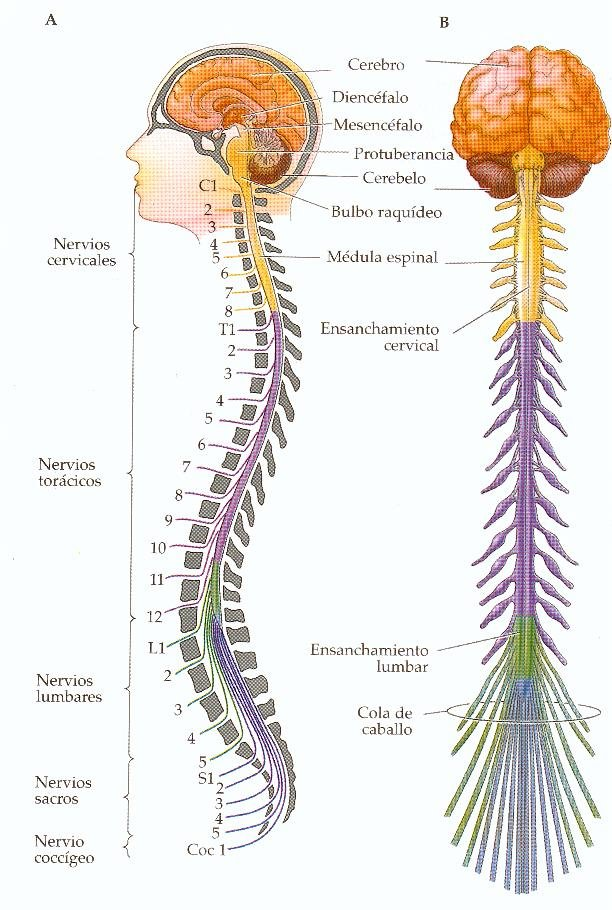 A
B
Cerebro
Diencéfalo
Mesencéfalo
Protuberancia
Cerebelo
Bulbo raquídeo
C1
2
3
4
5
6
7
8
Nervios
cervicales
Médula espinal
Ensanchamiento
cervical
T1
2
3
4
5
6
7
8
9
10
11
12
Nervios
torácicos
L1
2
3
4
5
Nervios
lumbares
Ensanchamiento
lumbar
Cola de
caballo
S1
2
3
4
5
Nervios
sacros
Coc 1
Nervio
coccígeo